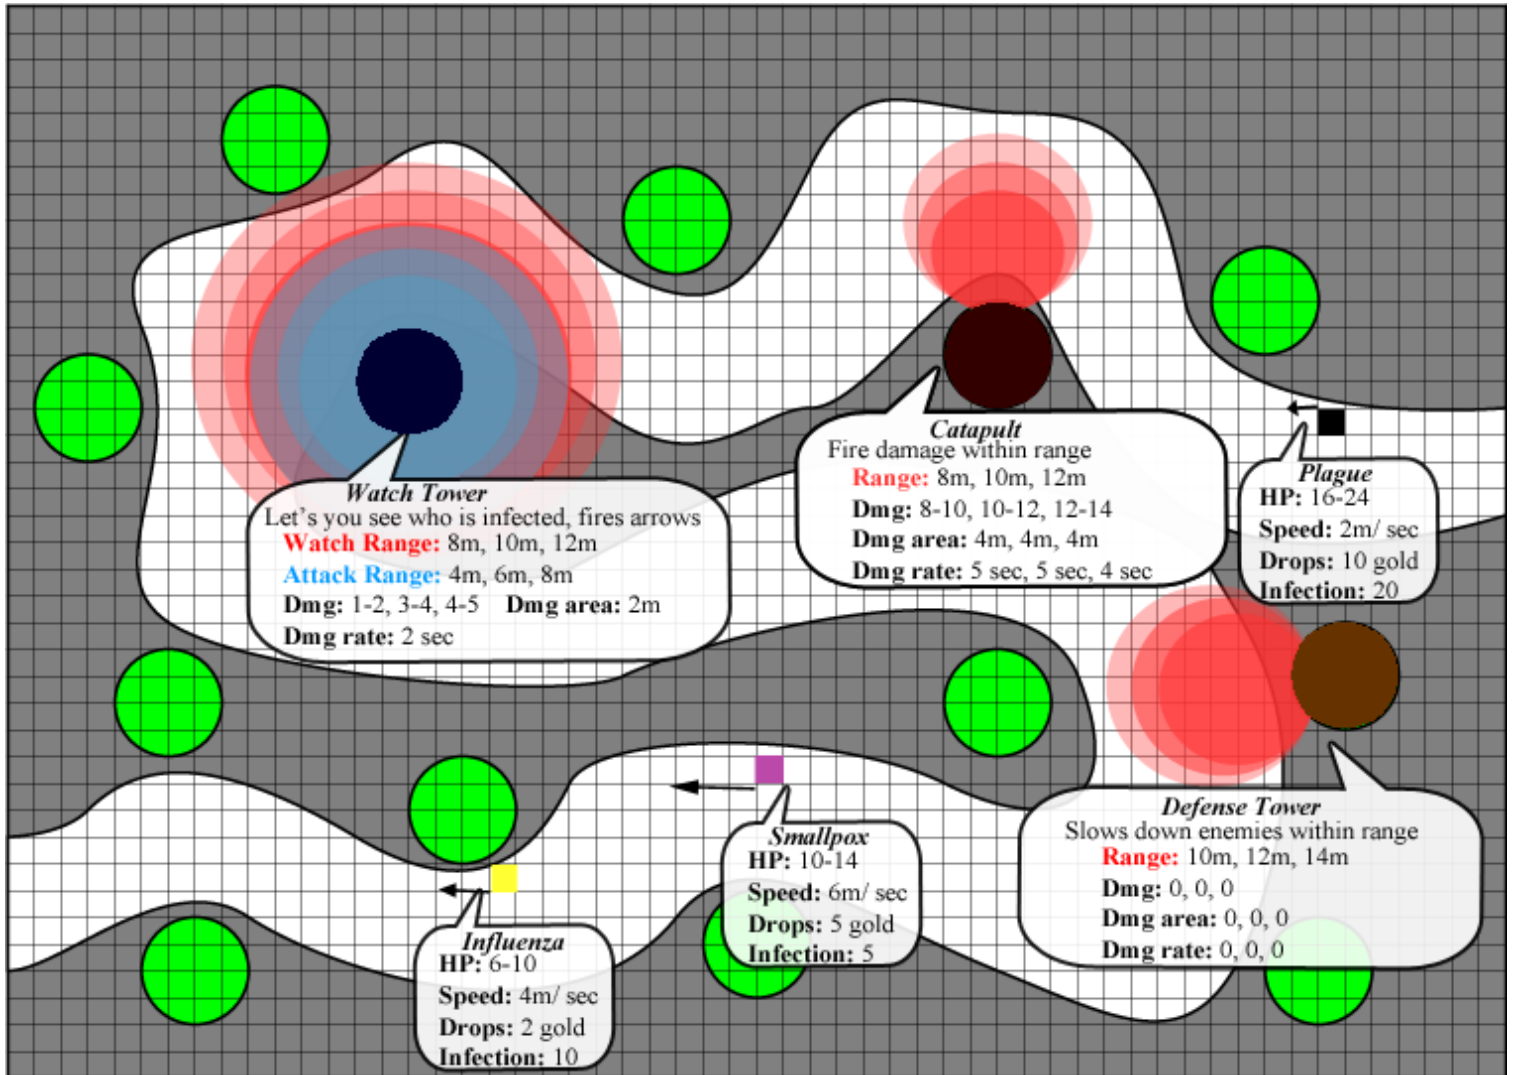 Watch Tower
Let's you see who is infected, fires arrows
Watch Range: 8m, 10m, 12m
Attack Range: 4m, 6m, 8m
Dmg: 1-2, 3-4, 4-5 Dmg area: 2m
Dmg rate: 2 sec
Catapult
Fire damage within range
Range: 8m, 10m, 12m
Dmg: 8-10, 10-12, 12-14
Dmg area: 4m, 4m, 4m
Dmg rate: 5 sec, 5 sec, 4 sec
Plague
HP: 16-24
Speed: 2m/ sec
Drops: 10 gold
Infection: 20
Defense Tower
Slows down enemies within range
Range: 10m, 12m, 14m
Dmg: 0, 0, 0
Dmg area: 0, 0, 0
Dmg rate: 0, 0, 0
Smallpox
HP: 10-14
Speed: 6m/ sec
Drops: 5 gold
Infection: 5
Influenza
HP: 6-10
Speed: 4m/ sec
Drops: 2 gold
Infection: 10